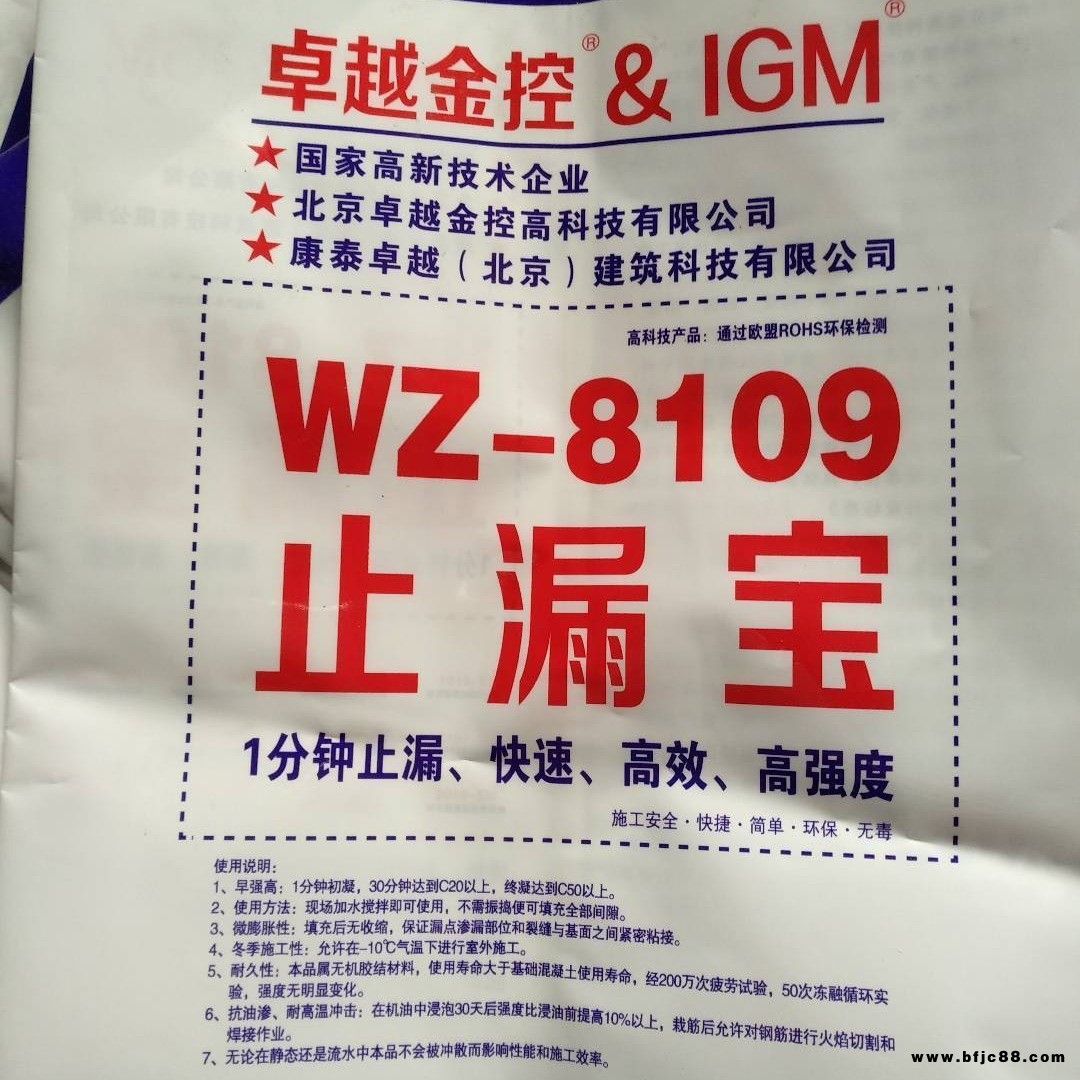 卓越金控® & IGM®
★国家高新技术企业
★北京卓越金控高科技有限公司
★康泰卓越（北京）建筑科技有限公司
高科技产品：通过欧盟ROHS环保检测
WZ-8109
止漏宝
1分钟止漏、快速、高效、高强度
施工安全·快捷·简单·环保·无毒
使用说明：
1、早强高：1分钟初凝，30分钟达到C20以上，终凝达到C50以上。
2、使用方法：现场加水搅拌即可使用，不需振捣便可填充全部间隙。
3、微膨胀性：填充后无收缩，保证漏点渗漏部位和裂缝与基面之间紧密粘接。
4、冬季施工性：允许在-10℃气温下进行室外施工。
5、耐久性：本品属无机胶结材料，使用寿命大于基础混凝土使用寿命，经200万次疲劳试验，50次冻融循环实
验，强度无明显变化。
6、抗油渗、耐高温冲击：在机油中浸泡30天后强度比浸油前提高10%以上，栽筋后允许对钢筋进行火焰切割和
焊接作业。
7、无论在静态还是流水中本品不会被冲散而影响性能和施工效率。
www.bfjc88.com